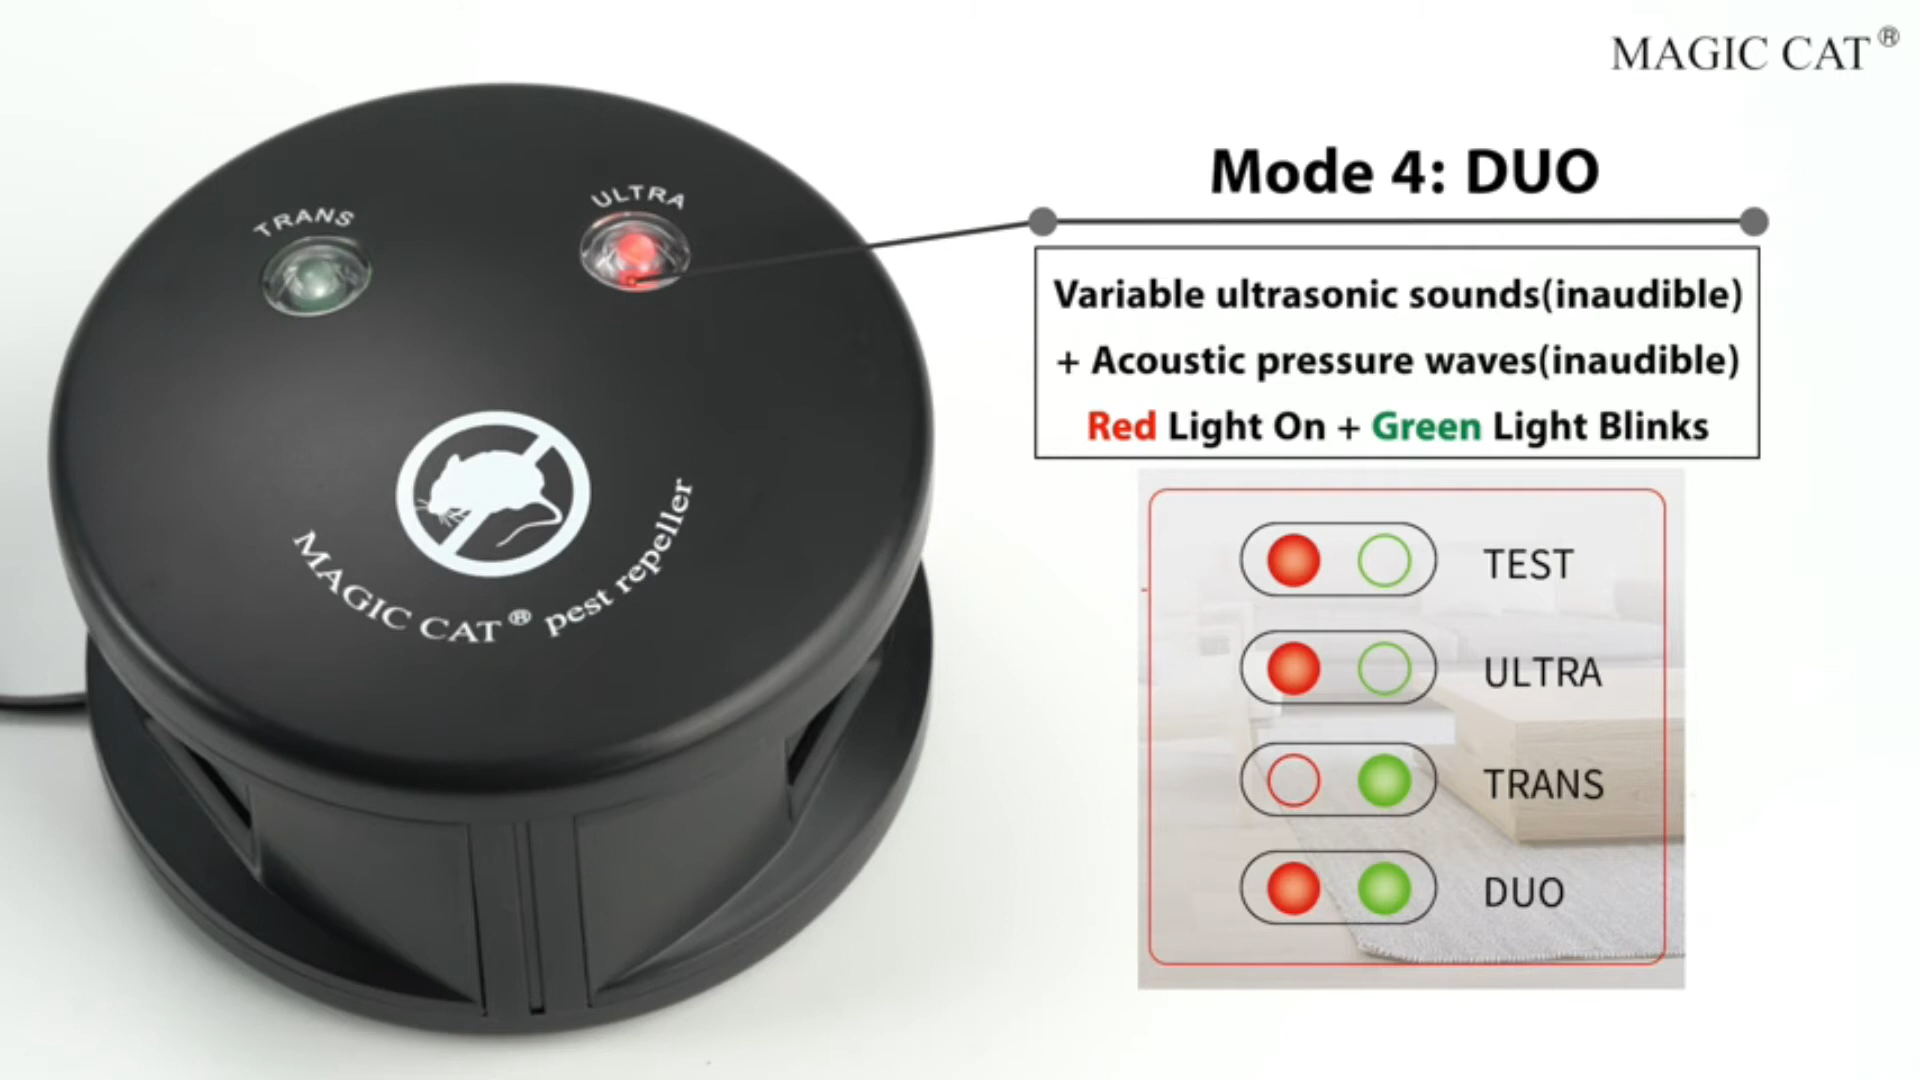 MAGIC CAT®
Mode 4: DUO
TRANS
ULTRA
Variable ultrasonic sounds(inaudible)
+ Acoustic pressure waves(inaudible)
Red Light On + Green Light Blinks
MAGIC CAT® pest repeller
TEST
ULTRA
TRANS
DUO